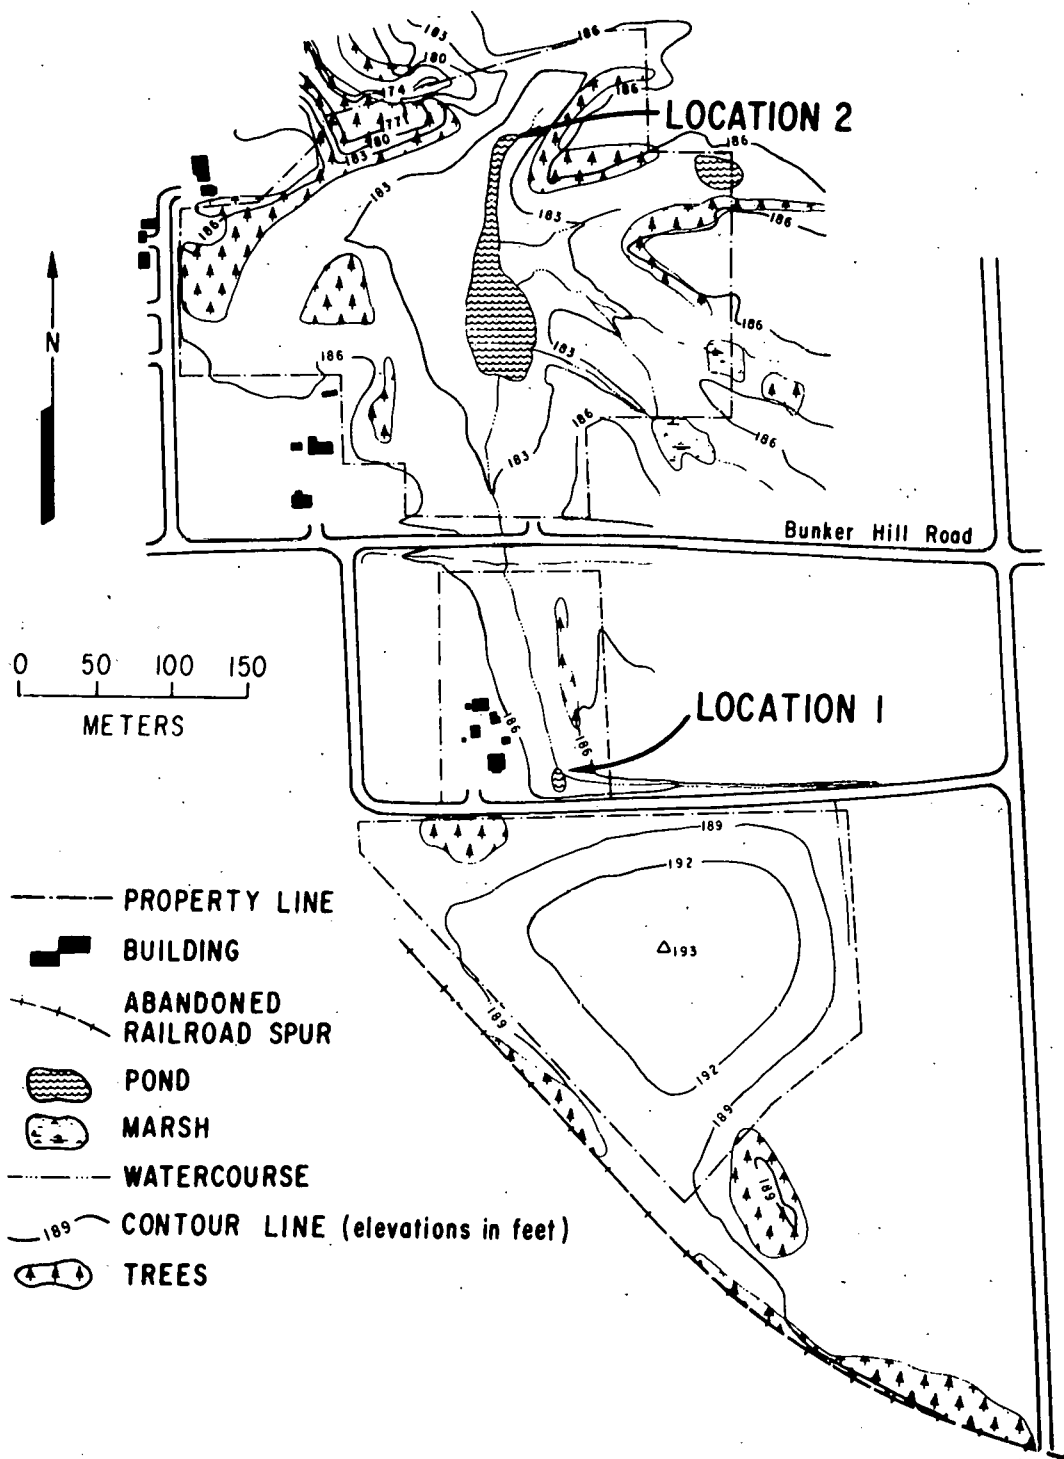 183
186
180
174
186
177
180
183
LOCATION 2
186
183
186
183
186
N
186
183
186
186
186
183
Bunker Hill Road
0 50 100 150
METERS
186
LOCATION 1
186
189
192
PROPERTY LINE
△193
BUILDING
ABANDONED
RAILROAD SPUR
189
192
POND
189
MARSH
WATERCOURSE
189
189 CONTOUR LINE (elevations in feet)
TREES